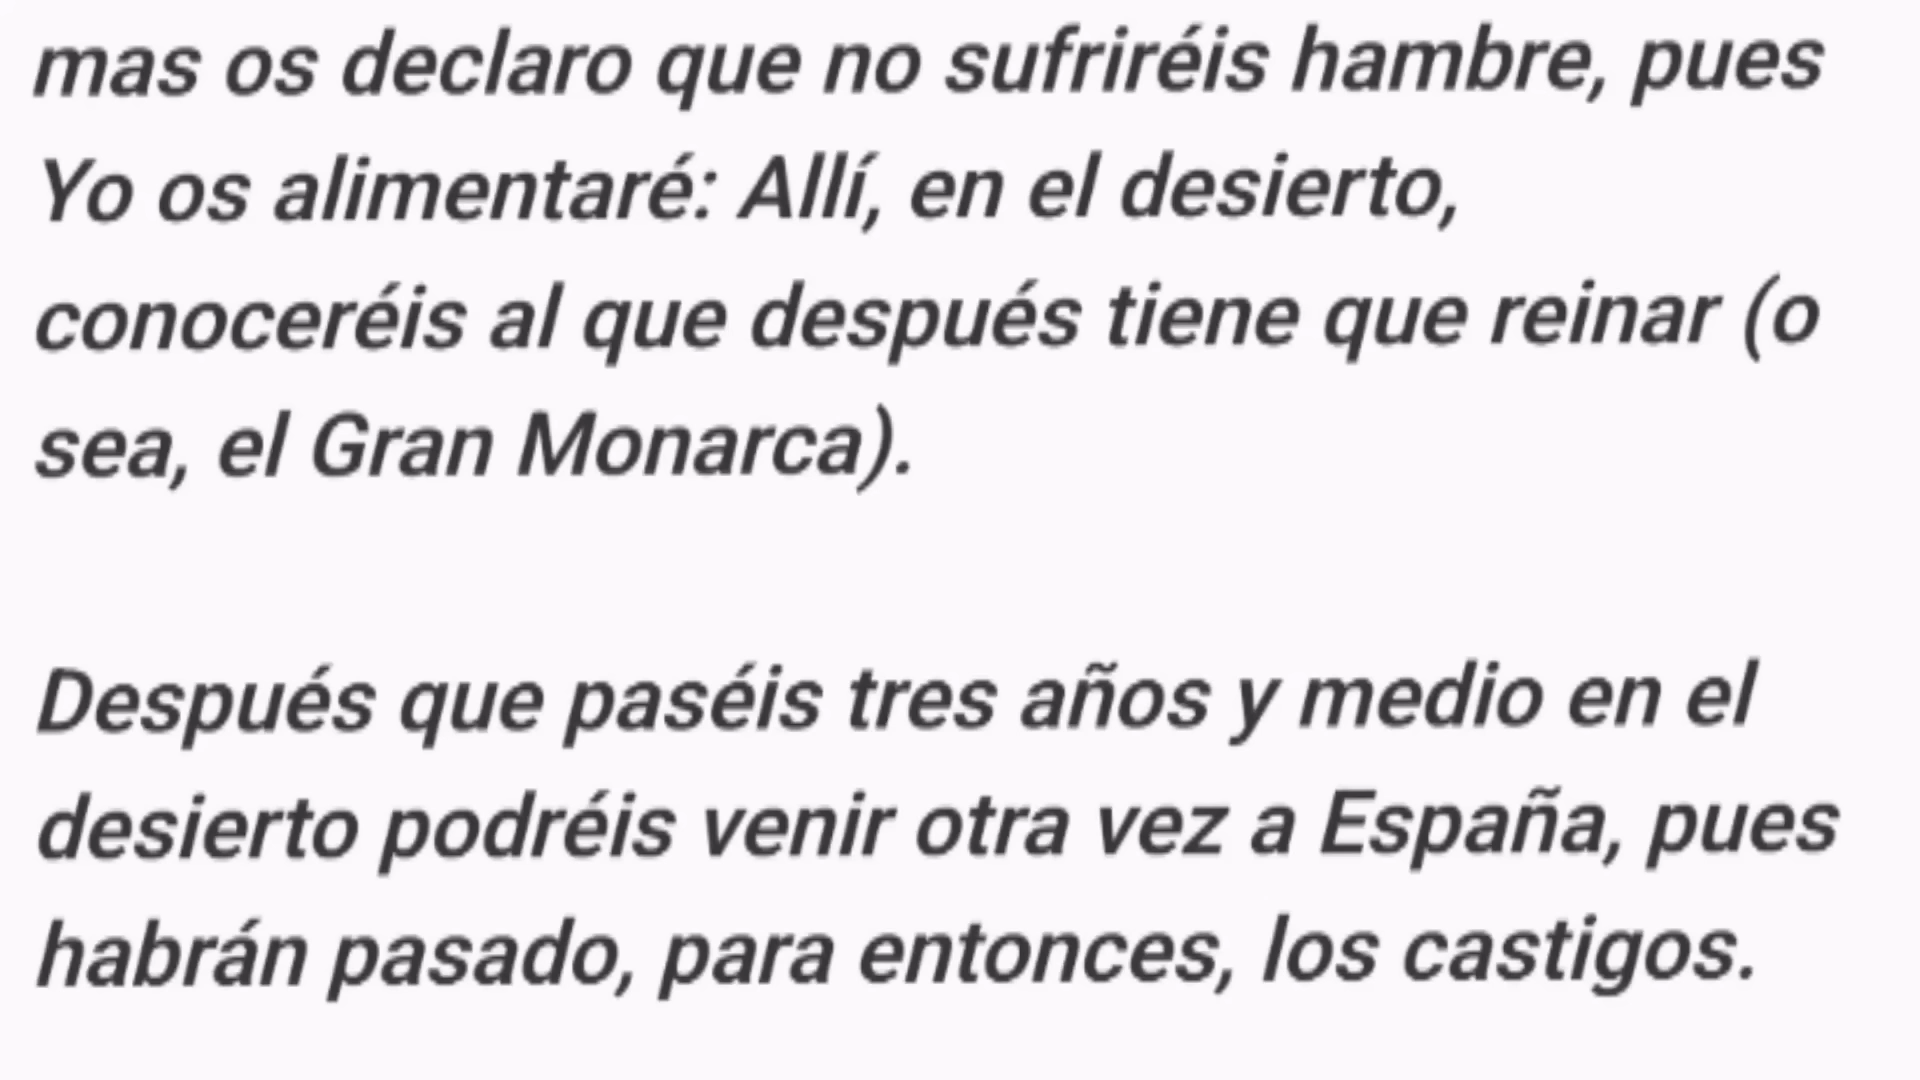 mas os declaro que no sufriréis hambre, pues
Yo os alimentaré: Allí, en el desierto,
conoceréis al que después tiene que reinar (o
sea, el Gran Monarca).
Después que paséis tres años y medio en el
desierto podréis venir otra vez a España, pues
habrán pasado, para entonces, los castigos.